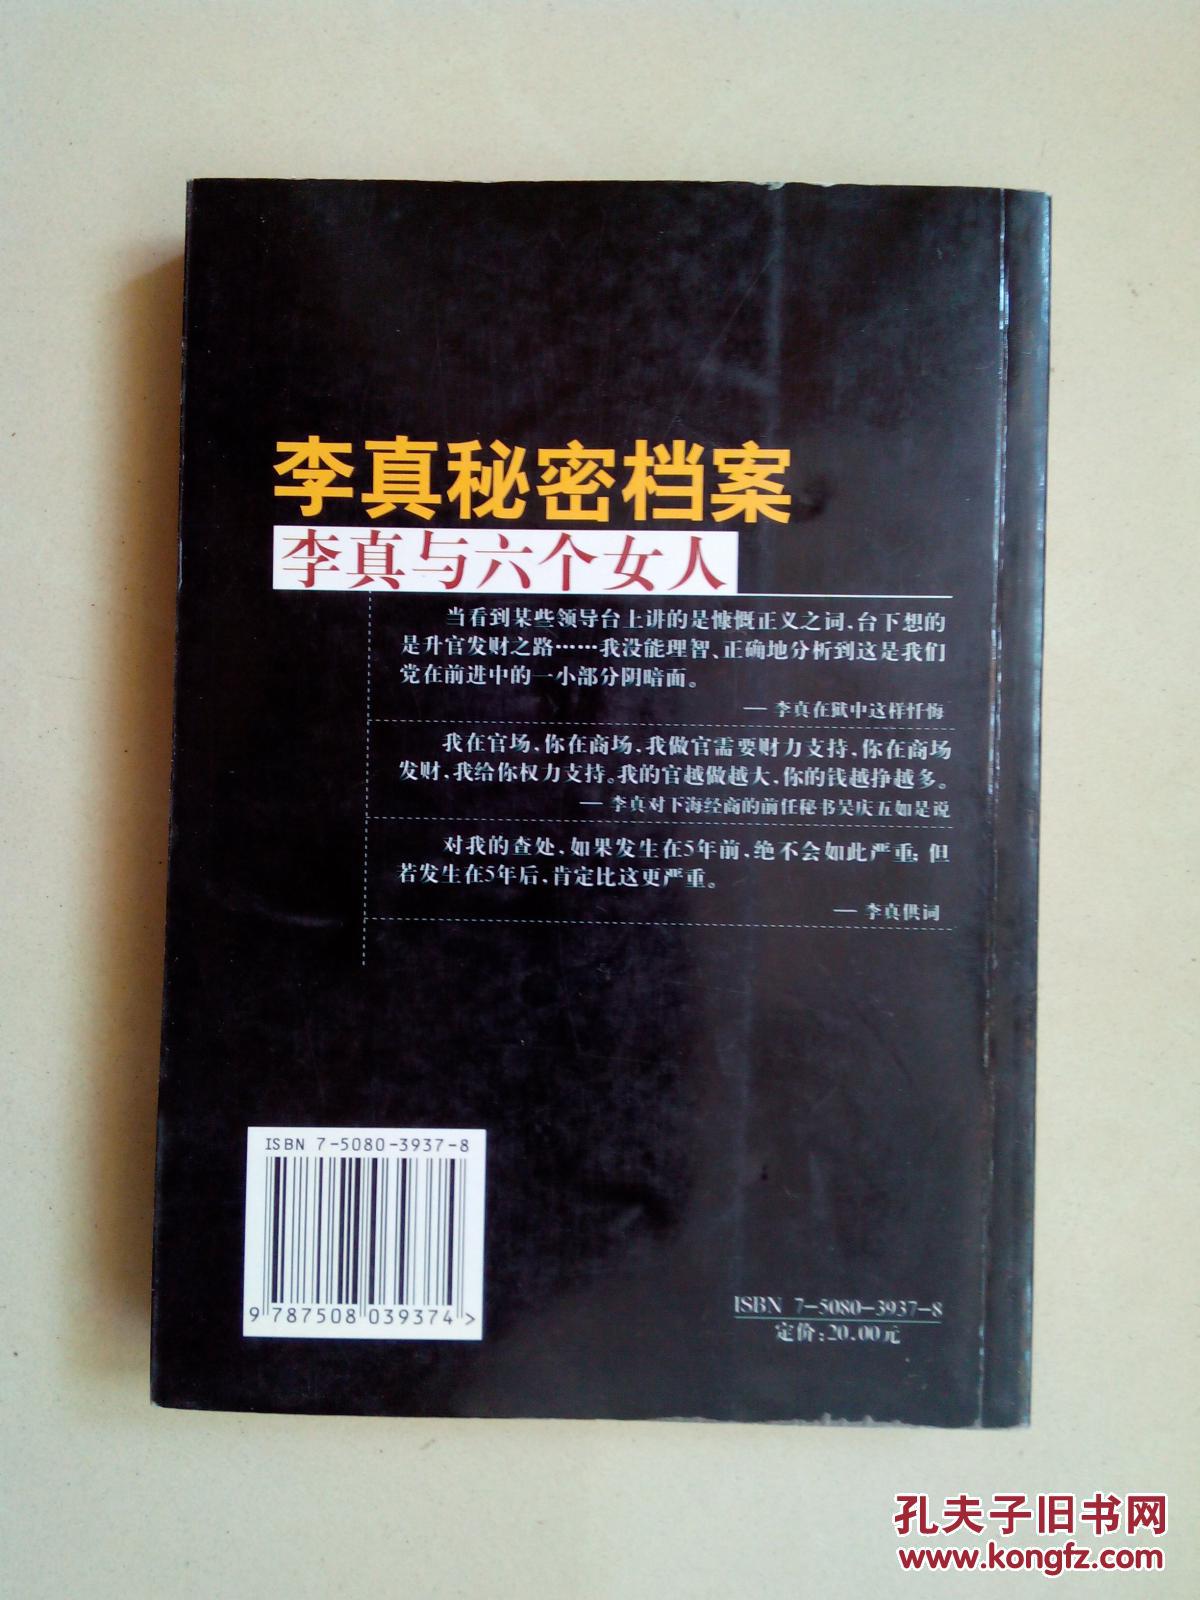 李真秘密档案
李真与六个女人
当看到某些领导台上讲的是慷慨正义之词，台下想的
是升官发财之路……我没能理智、正确地分析到这是我们
党在前进中的一小部分阴暗面。
— 李真在狱中这样忏悔
我在官场，你在商场，我做官需要财力支持，你在商场
发财，我给你权力支持。我的官越做越大，你的钱越挣越多。
— 李真对下海经商的前任秘书吴庆五如是说
对我的查处，如果发生在5年前，绝不会如此严重；但
若发生在5年后，肯定比这更严重。
— 李真供词
ISBN 7-5080-3937-8
9 787508 039374 >
ISBN 7-5080-3937-8
定价：20.00元
孔夫子旧书网
www.kongfz.com